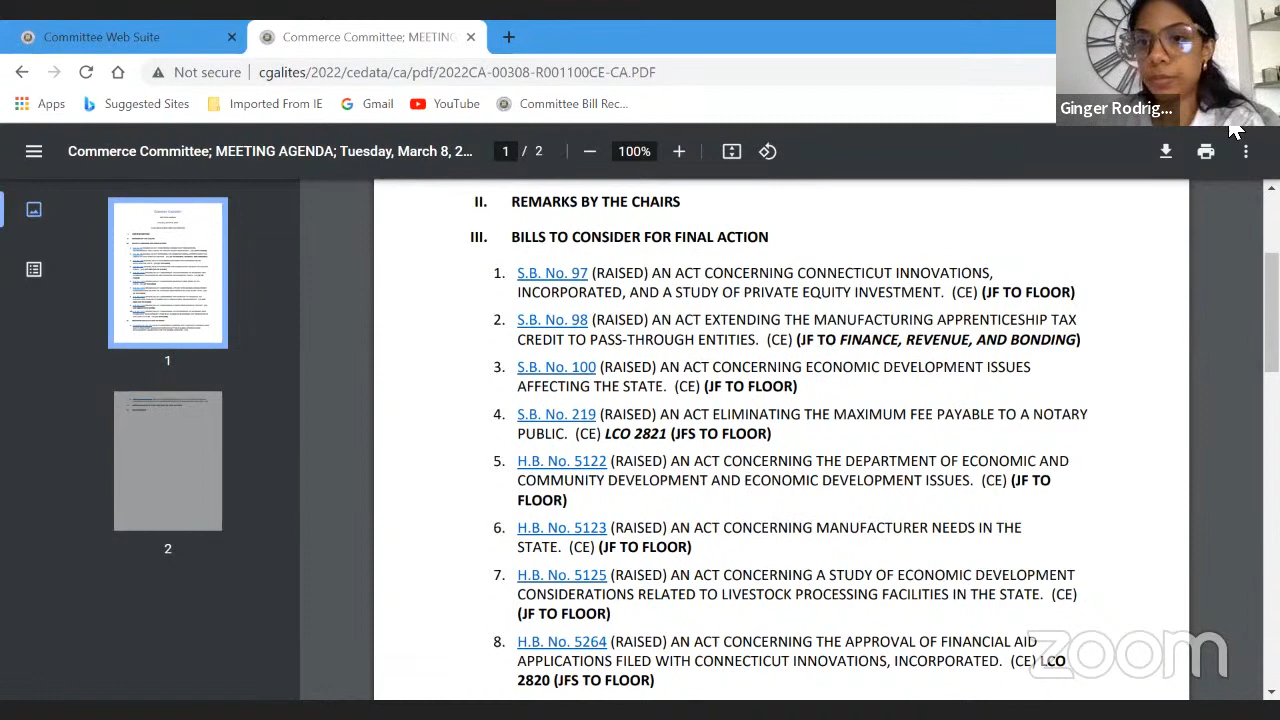 Committee Web Suite
Commerce Committee; MEETING
Not secure
cgalites/2022/cedata/ca/pdf/2022CA-00308-R001100CE-CA.PDF
Apps
Suggested Sites
Imported From IE
Gmail
YouTube
Committee Bill Rec...
Ginger Rodrig...
Commerce Committee; MEETING AGENDA; Tuesday, March 8, 2...
1 / 2
100%
II. REMARKS BY THE CHAIRS
III. BILLS TO CONSIDER FOR FINAL ACTION
1. S.B. No. 97 (RAISED) AN ACT CONCERNING CONNECTICUT INNOVATIONS,
INCORPORATED, AND A STUDY OF PRIVATE EQUITY INVESTMENT. (CE) (JF TO FLOOR)
2. S.B. No. 98 (RAISED) AN ACT EXTENDING THE MANUFACTURING APPRENTICESHIP TAX
CREDIT TO PASS-THROUGH ENTITIES. (CE) (JF TO FINANCE, REVENUE, AND BONDING)
3. S.B. No. 100 (RAISED) AN ACT CONCERNING ECONOMIC DEVELOPMENT ISSUES
AFFECTING THE STATE. (CE) (JF TO FLOOR)
4. S.B. No. 219 (RAISED) AN ACT ELIMINATING THE MAXIMUM FEE PAYABLE TO A NOTARY
PUBLIC. (CE) LCO 2821 (JFS TO FLOOR)
5. H.B. No. 5122 (RAISED) AN ACT CONCERNING THE DEPARTMENT OF ECONOMIC AND
COMMUNITY DEVELOPMENT AND ECONOMIC DEVELOPMENT ISSUES. (CE) (JF TO
FLOOR)
6. H.B. No. 5123 (RAISED) AN ACT CONCERNING MANUFACTURER NEEDS IN THE
STATE. (CE) (JF TO FLOOR)
7. H.B. No. 5125 (RAISED) AN ACT CONCERNING A STUDY OF ECONOMIC DEVELOPMENT
CONSIDERATIONS RELATED TO LIVESTOCK PROCESSING FACILITIES IN THE STATE. (CE)
(JF TO FLOOR)
8. H.B. No. 5264 (RAISED) AN ACT CONCERNING THE APPROVAL OF FINANCIAL AID
APPLICATIONS FILED WITH CONNECTICUT INNOVATIONS, INCORPORATED. (CE) LCO
2820 (JFS TO FLOOR)
zoom
1
2